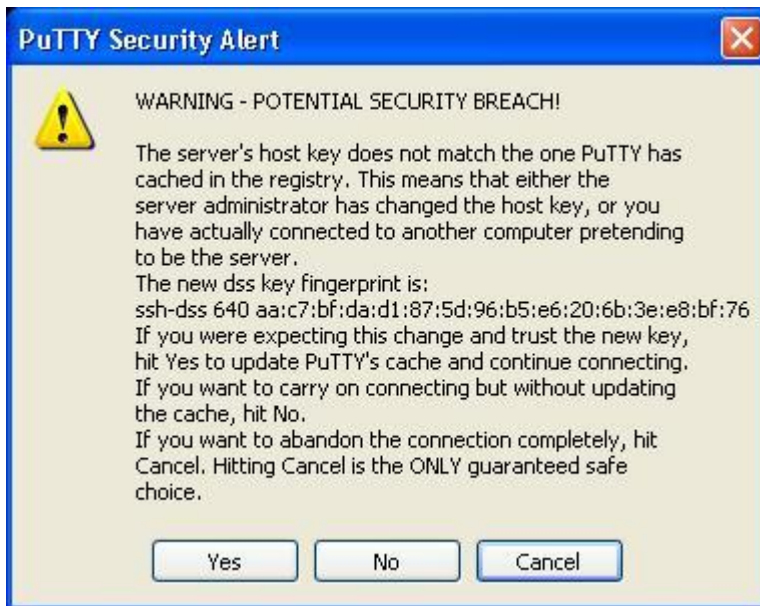 PuTTY Security Alert
WARNING - POTENTIAL SECURITY BREACH!
The server's host key does not match the one PuTTY has
cached in the registry. This means that either the
server administrator has changed the host key, or you
have actually connected to another computer pretending
to be the server.
The new dss key fingerprint is:
ssh-dss 640 aa:c7:bf:da:d1:87:5d:96:b5:e6:20:6b:3e:e8:bf:76
If you were expecting this change and trust the new key,
hit Yes to update PuTTY's cache and continue connecting.
If you want to carry on connecting but without updating
the cache, hit No.
If you want to abandon the connection completely, hit
Cancel. Hitting Cancel is the ONLY guaranteed safe
choice.
Yes No Cancel